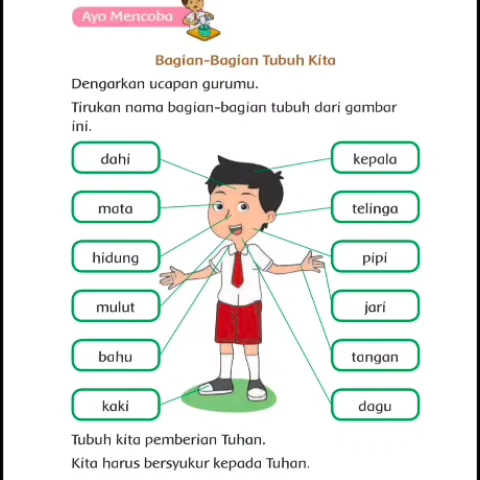 Ayo Mencoba
Bagian-Bagian Tubuh Kita
Dengarkan ucapan gurumu.
Tirukan nama bagian-bagian tubuh dari gambar
ini.
dahi
kepala
mata
telinga
hidung
pipi
mulut
jari
bahu
tangan
kaki
dagu
Tubuh kita pemberian Tuhan.
Kita harus bersyukur kepada Tuhan.